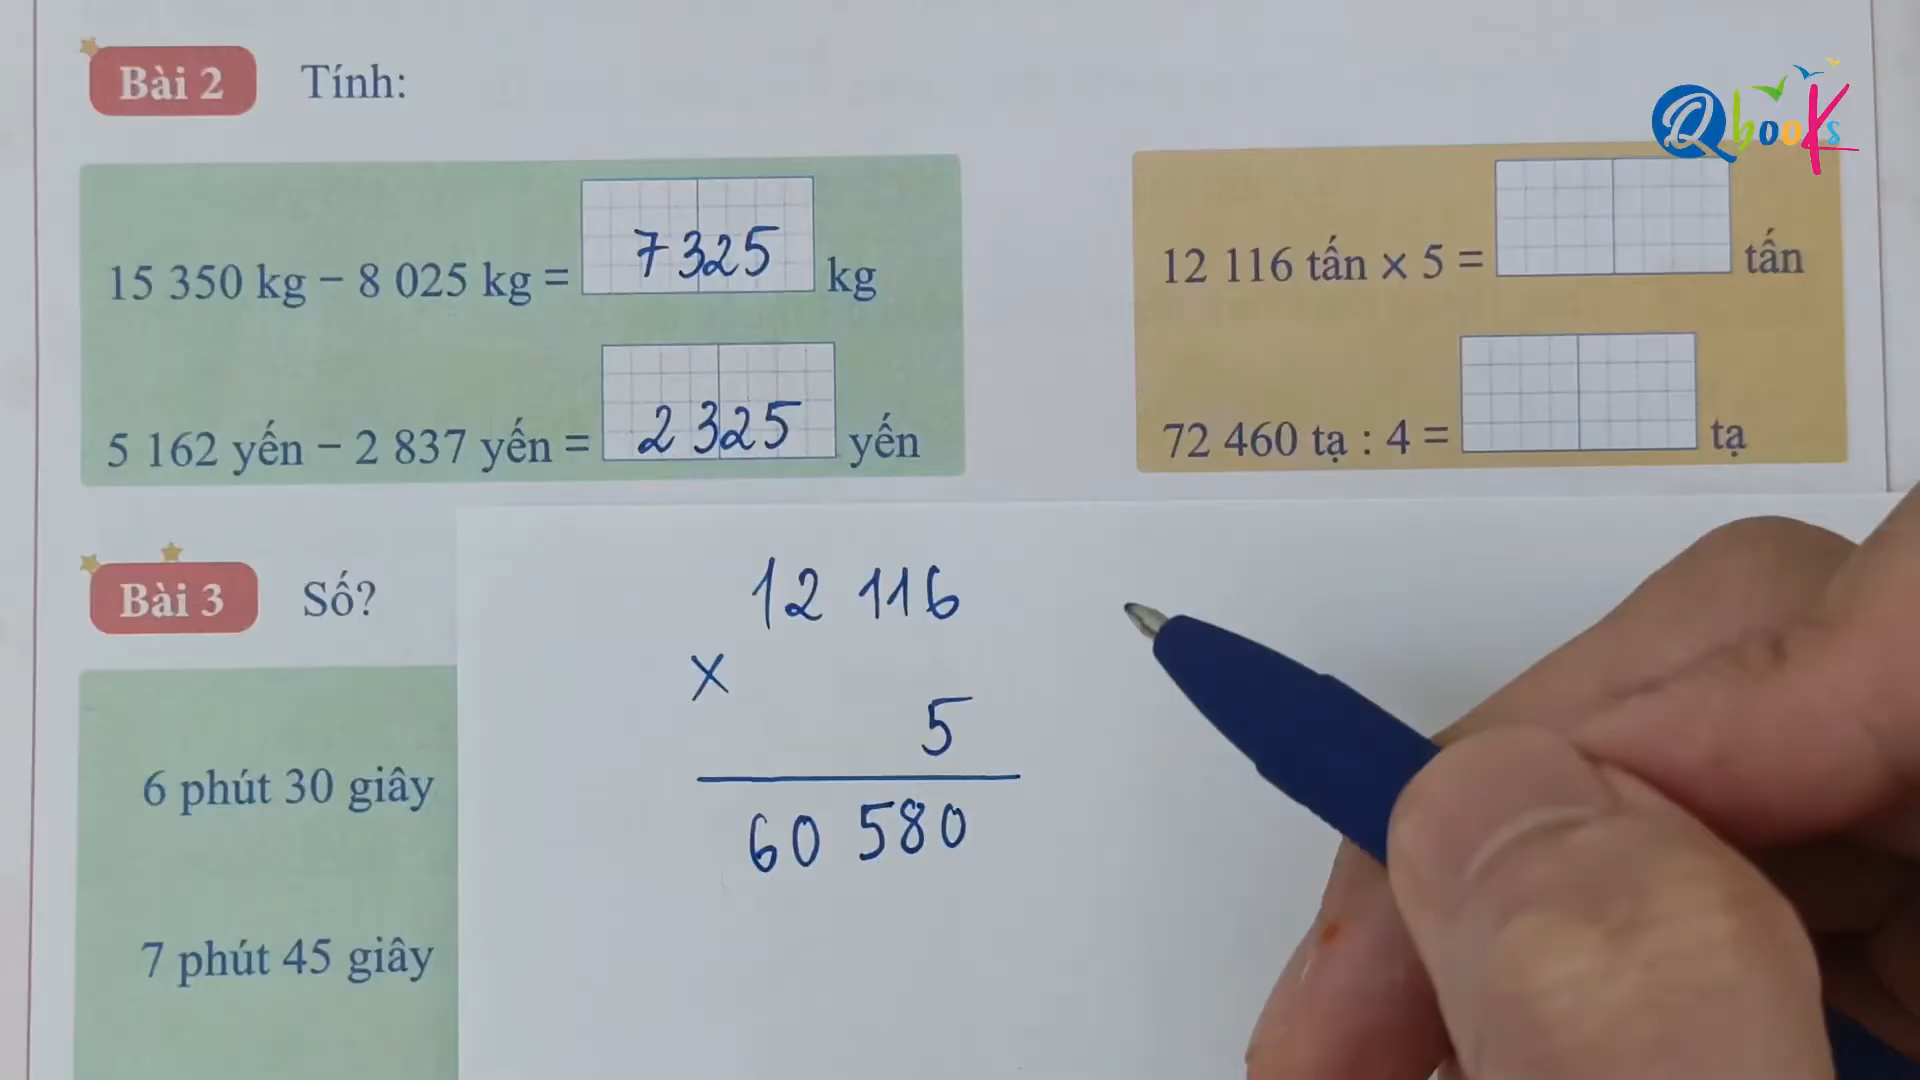 Bài 2 Tính:
Qbooks
15 350 kg − 8 025 kg = 7325 kg
5 162 yến − 2 837 yến = 2325 yến
12 116 tấn × 5 = tấn
72 460 tạ : 4 = tạ
Bài 3 Số?
6 phút 30 giây
7 phút 45 giây
12 116
×
5
60 580